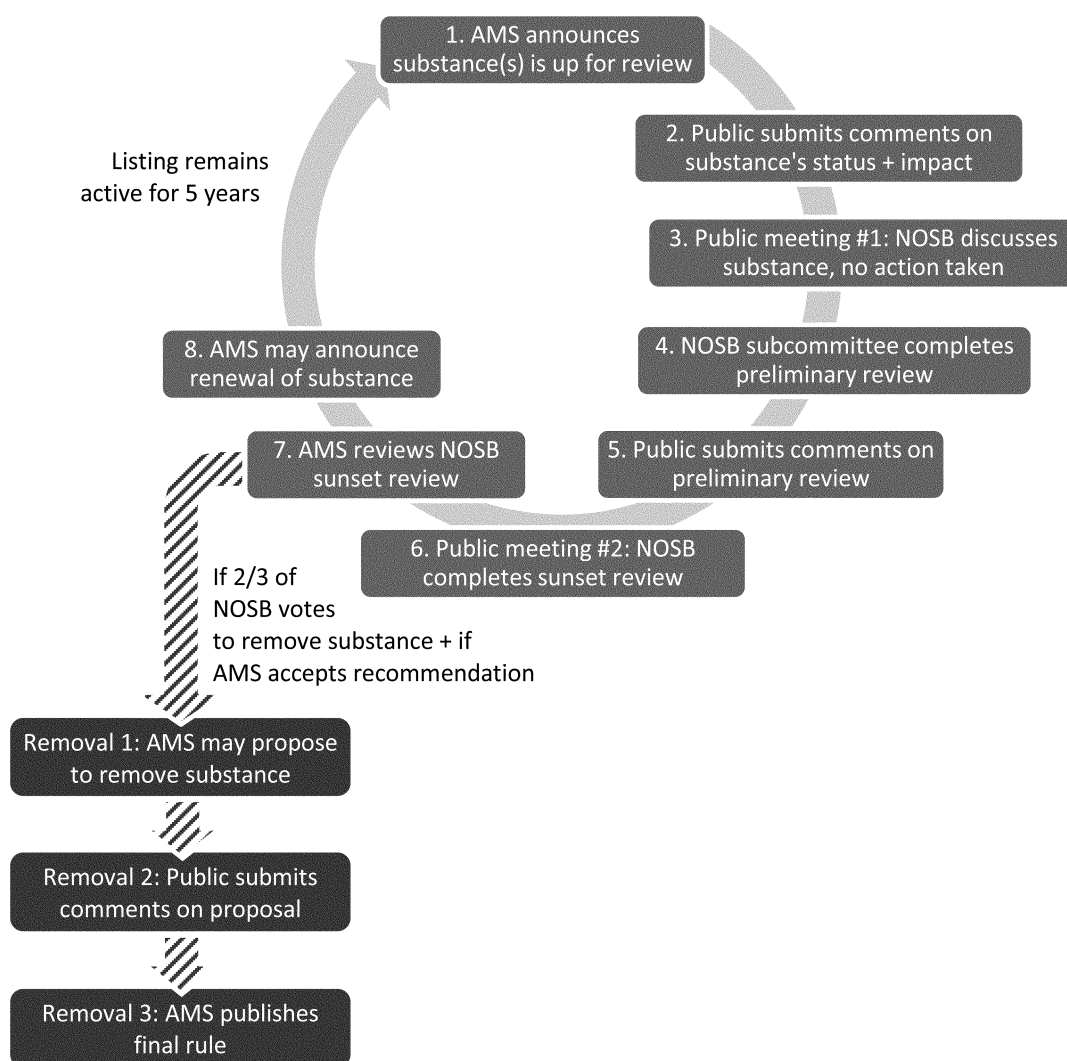 1. AMS announces
substance(s) is up for review
2. Public submits comments on
substance's status + impact
3. Public meeting #1: NOSB discusses
substance, no action taken
4. NOSB subcommittee completes
preliminary review
5. Public submits comments on
preliminary review
6. Public meeting #2: NOSB
completes sunset review
7. AMS reviews NOSB
sunset review
8. AMS may announce
renewal of substance
Listing remains
active for 5 years
If 2/3 of
NOSB votes
to remove substance + if
AMS accepts recommendation
Removal 1: AMS may propose
to remove substance
Removal 2: Public submits
comments on proposal
Removal 3: AMS publishes
final rule